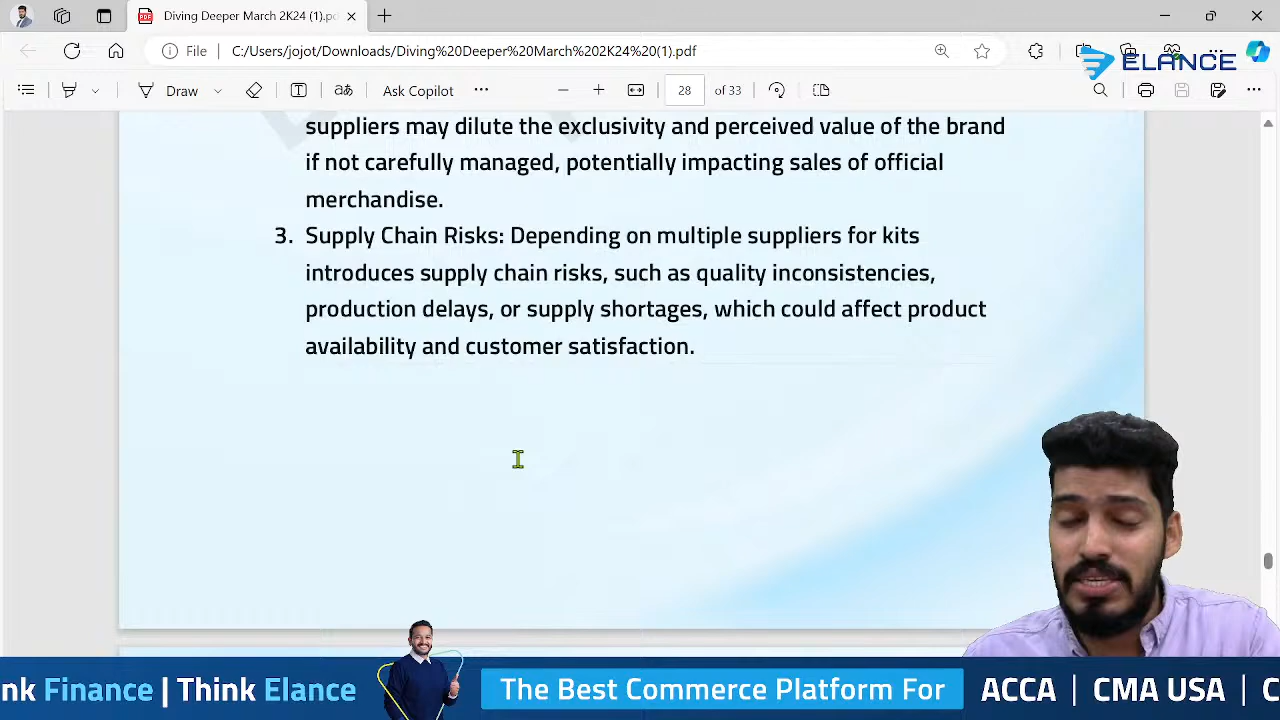 Diving Deeper March 2K24 (1).pd
File
C:/Users/jojot/Downloads/Diving%20Deeper%20March%202K24%20(1).pdf
ELANCE
Draw
aあ
Ask Copilot
28 of 33
suppliers may dilute the exclusivity and perceived value of the brand
if not carefully managed, potentially impacting sales of official
merchandise.
3. Supply Chain Risks: Depending on multiple suppliers for kits
introduces supply chain risks, such as quality inconsistencies,
production delays, or supply shortages, which could affect product
availability and customer satisfaction.
nk Finance | Think Elance
The Best Commerce Platform For
ACCA | CMA USA | C